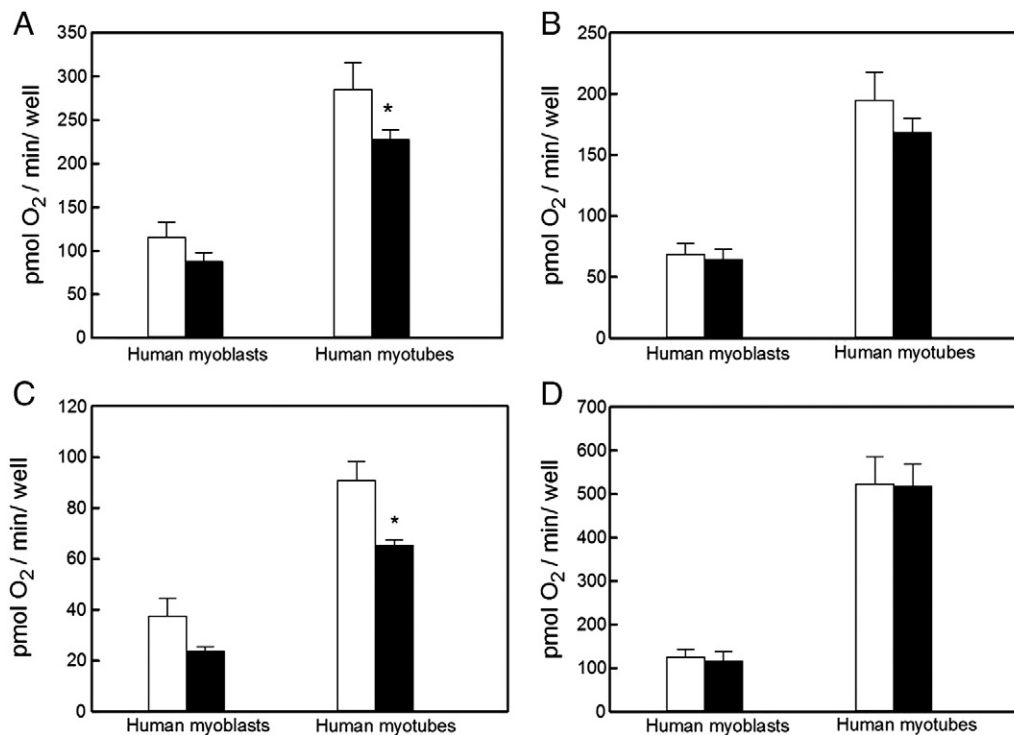 A
pmol O2 / min/ well
350
300
250
200
150
100
50
0
*
Human myoblasts
Human myotubes
B
pmol O2 / min/ well
250
200
150
100
50
0
Human myoblasts
Human myotubes
C
pmol O2 / min/ well
120
100
80
60
40
20
0
*
Human myoblasts
Human myotubes
D
pmol O2 / min/ well
700
600
500
400
300
200
100
0
Human myoblasts
Human myotubes